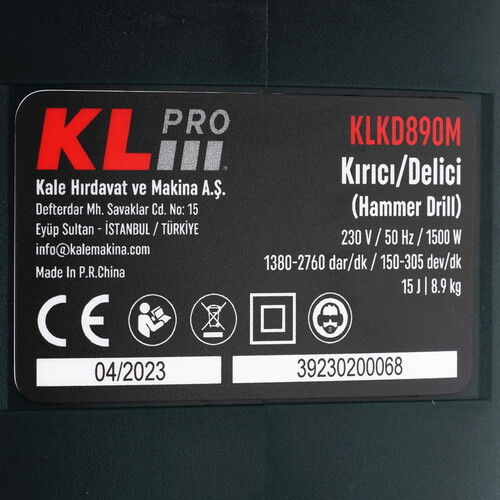 KL PRO
Kale Hırdavat ve Makina A.Ş.
Defterdar Mh. Savaklar Cd. No: 15
Eyüp Sultan - İSTANBUL / TÜRKİYE
info@kalemakina.com
Made In P.R.China
KLKD890M
Kırıcı/Delici
(Hammer Drill)
230 V / 50 Hz / 1500 W
1380-2760 dar/dk / 150-305 dev/dk
15 J | 8.9 kg
CE
04/2023
39230200068